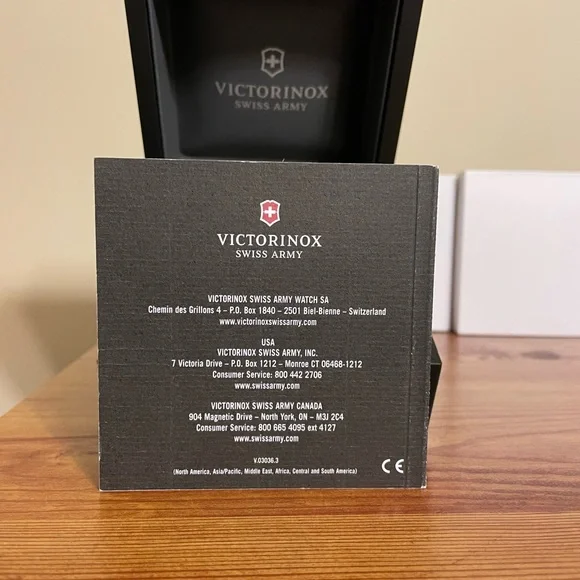 VICTORINOX
SWISS ARMY
VICTORINOX
SWISS ARMY
VICTORINOX SWISS ARMY WATCH SA
Chemin des Grillons 4 – P.O. Box 1840 – 2501 Biel-Bienne – Switzerland
www.victorinoxswissarmy.com
USA
VICTORINOX SWISS ARMY, INC.
7 Victoria Drive – P.O. Box 1212 – Monroe CT 06468-1212
Consumer Service: 800 442 2706
www.swissarmy.com
VICTORINOX SWISS ARMY CANADA
904 Magnetic Drive – North York, ON – M3J 2C4
Consumer Service: 800 665 4095 ext 4127
www.swissarmy.com
V.03036.3
(North America, Asia/Pacific, Middle East, Africa, Central and South America)
CE